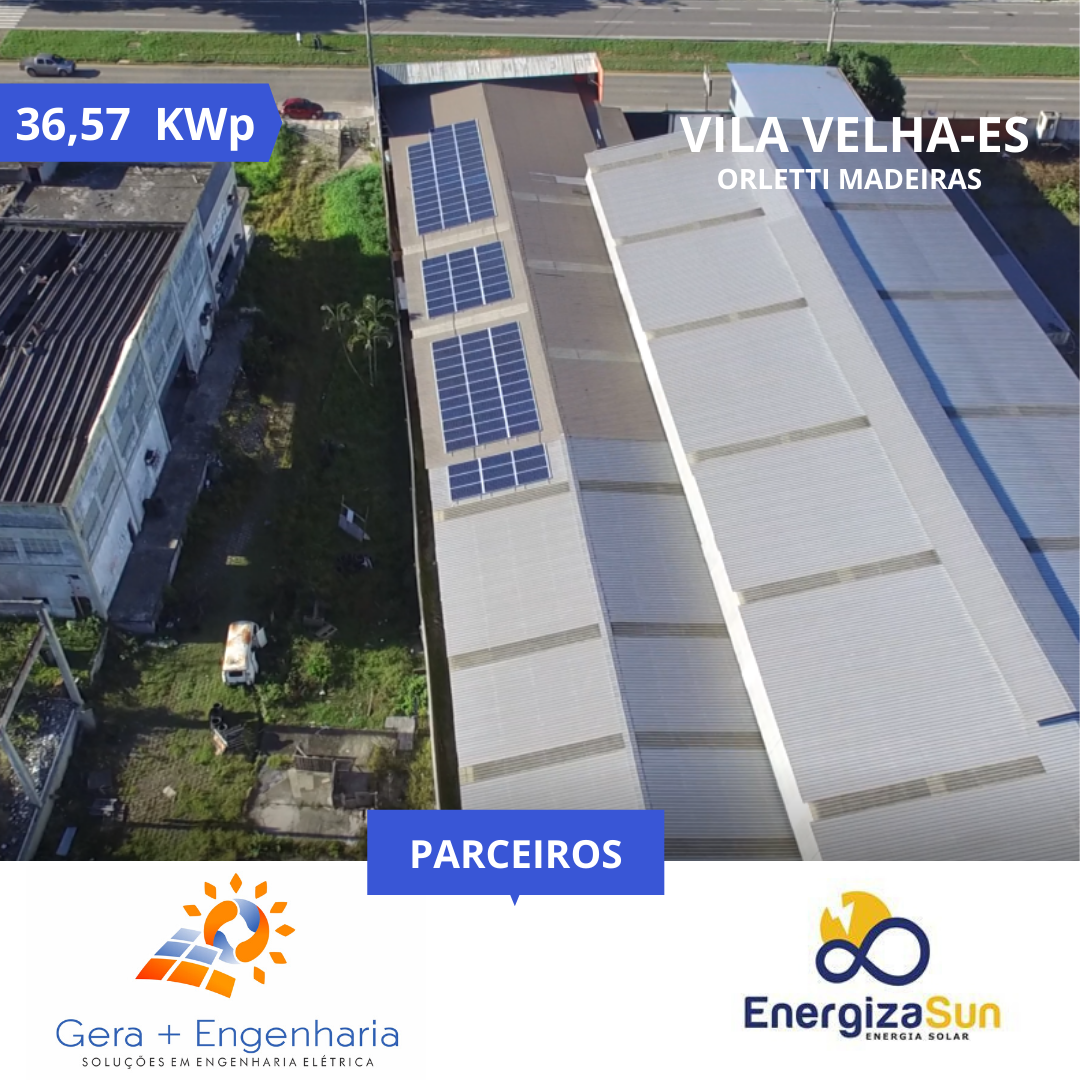 36,57 KWp
VILA VELHA-ES
ORLETTI MADEIRAS
PARCEIROS
Gera + Engenharia
SOLUÇÕES EM ENGENHARIA ELÉTRICA
EnergizaSun
ENERGIA SOLAR